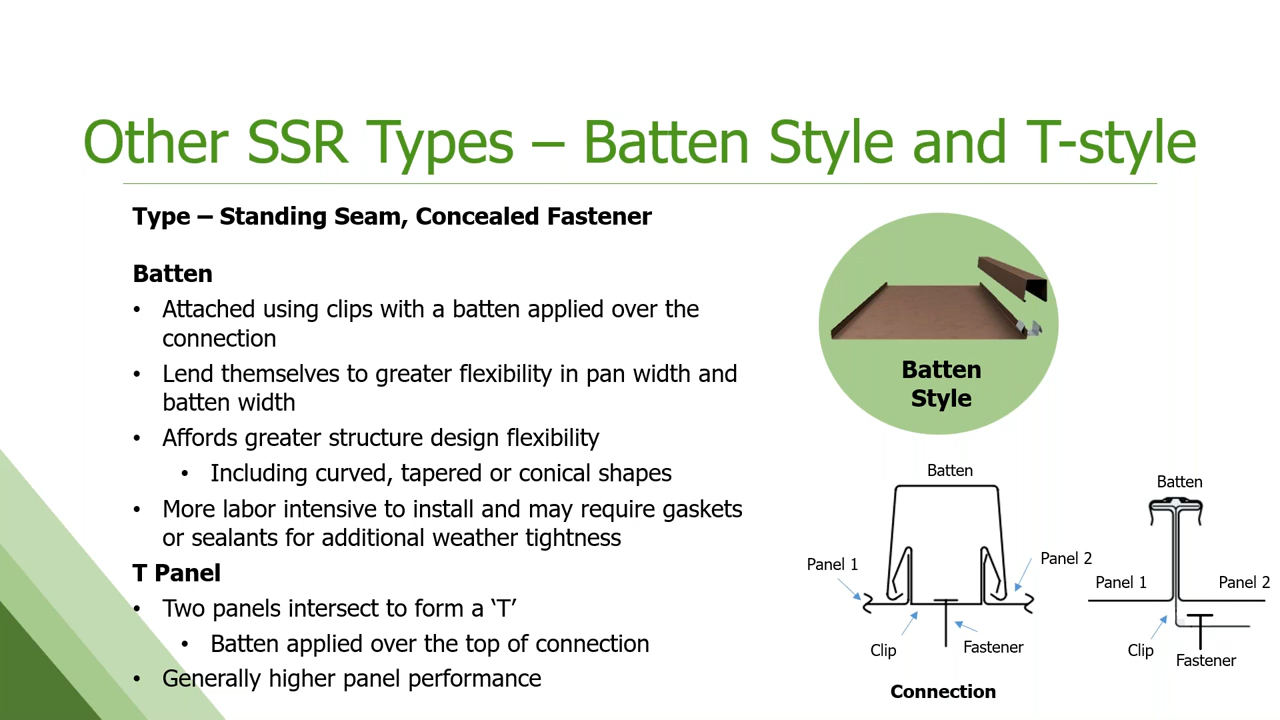 Other SSR Types – Batten Style and T-style
Type – Standing Seam, Concealed Fastener
Batten
• Attached using clips with a batten applied over the
connection
• Lend themselves to greater flexibility in pan width and
batten width
• Affords greater structure design flexibility
• Including curved, tapered or conical shapes
• More labor intensive to install and may require gaskets
or sealants for additional weather tightness
T Panel
• Two panels intersect to form a ‘T’
• Batten applied over the top of connection
• Generally higher panel performance
Batten
Style
Batten
Panel 1
Panel 2
Clip
Fastener
Connection
Batten
Panel 1
Panel 2
Clip
Fastener